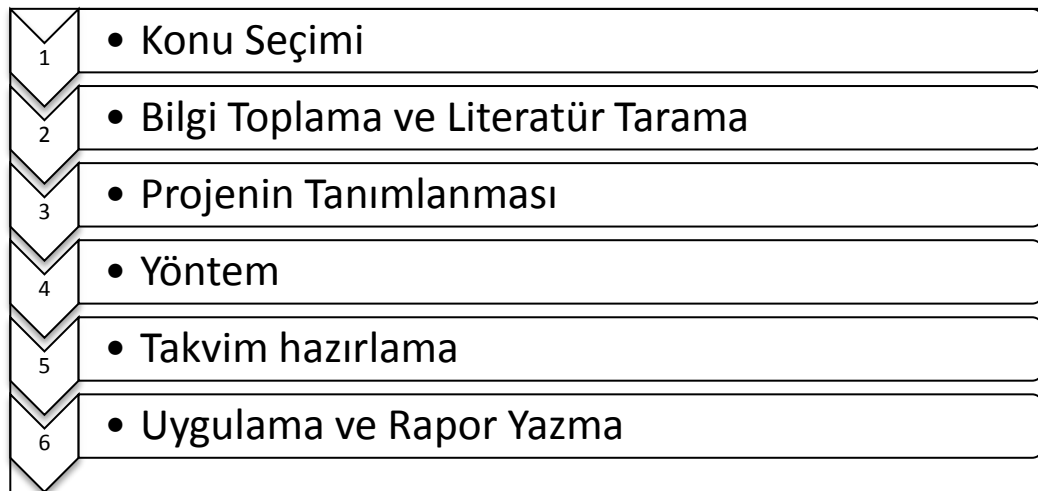 1 • Konu Seçimi
2 • Bilgi Toplama ve Literatür Tarama
3 • Projenin Tanımlanması
4 • Yöntem
5 • Takvim hazırlama
6 • Uygulama ve Rapor Yazma